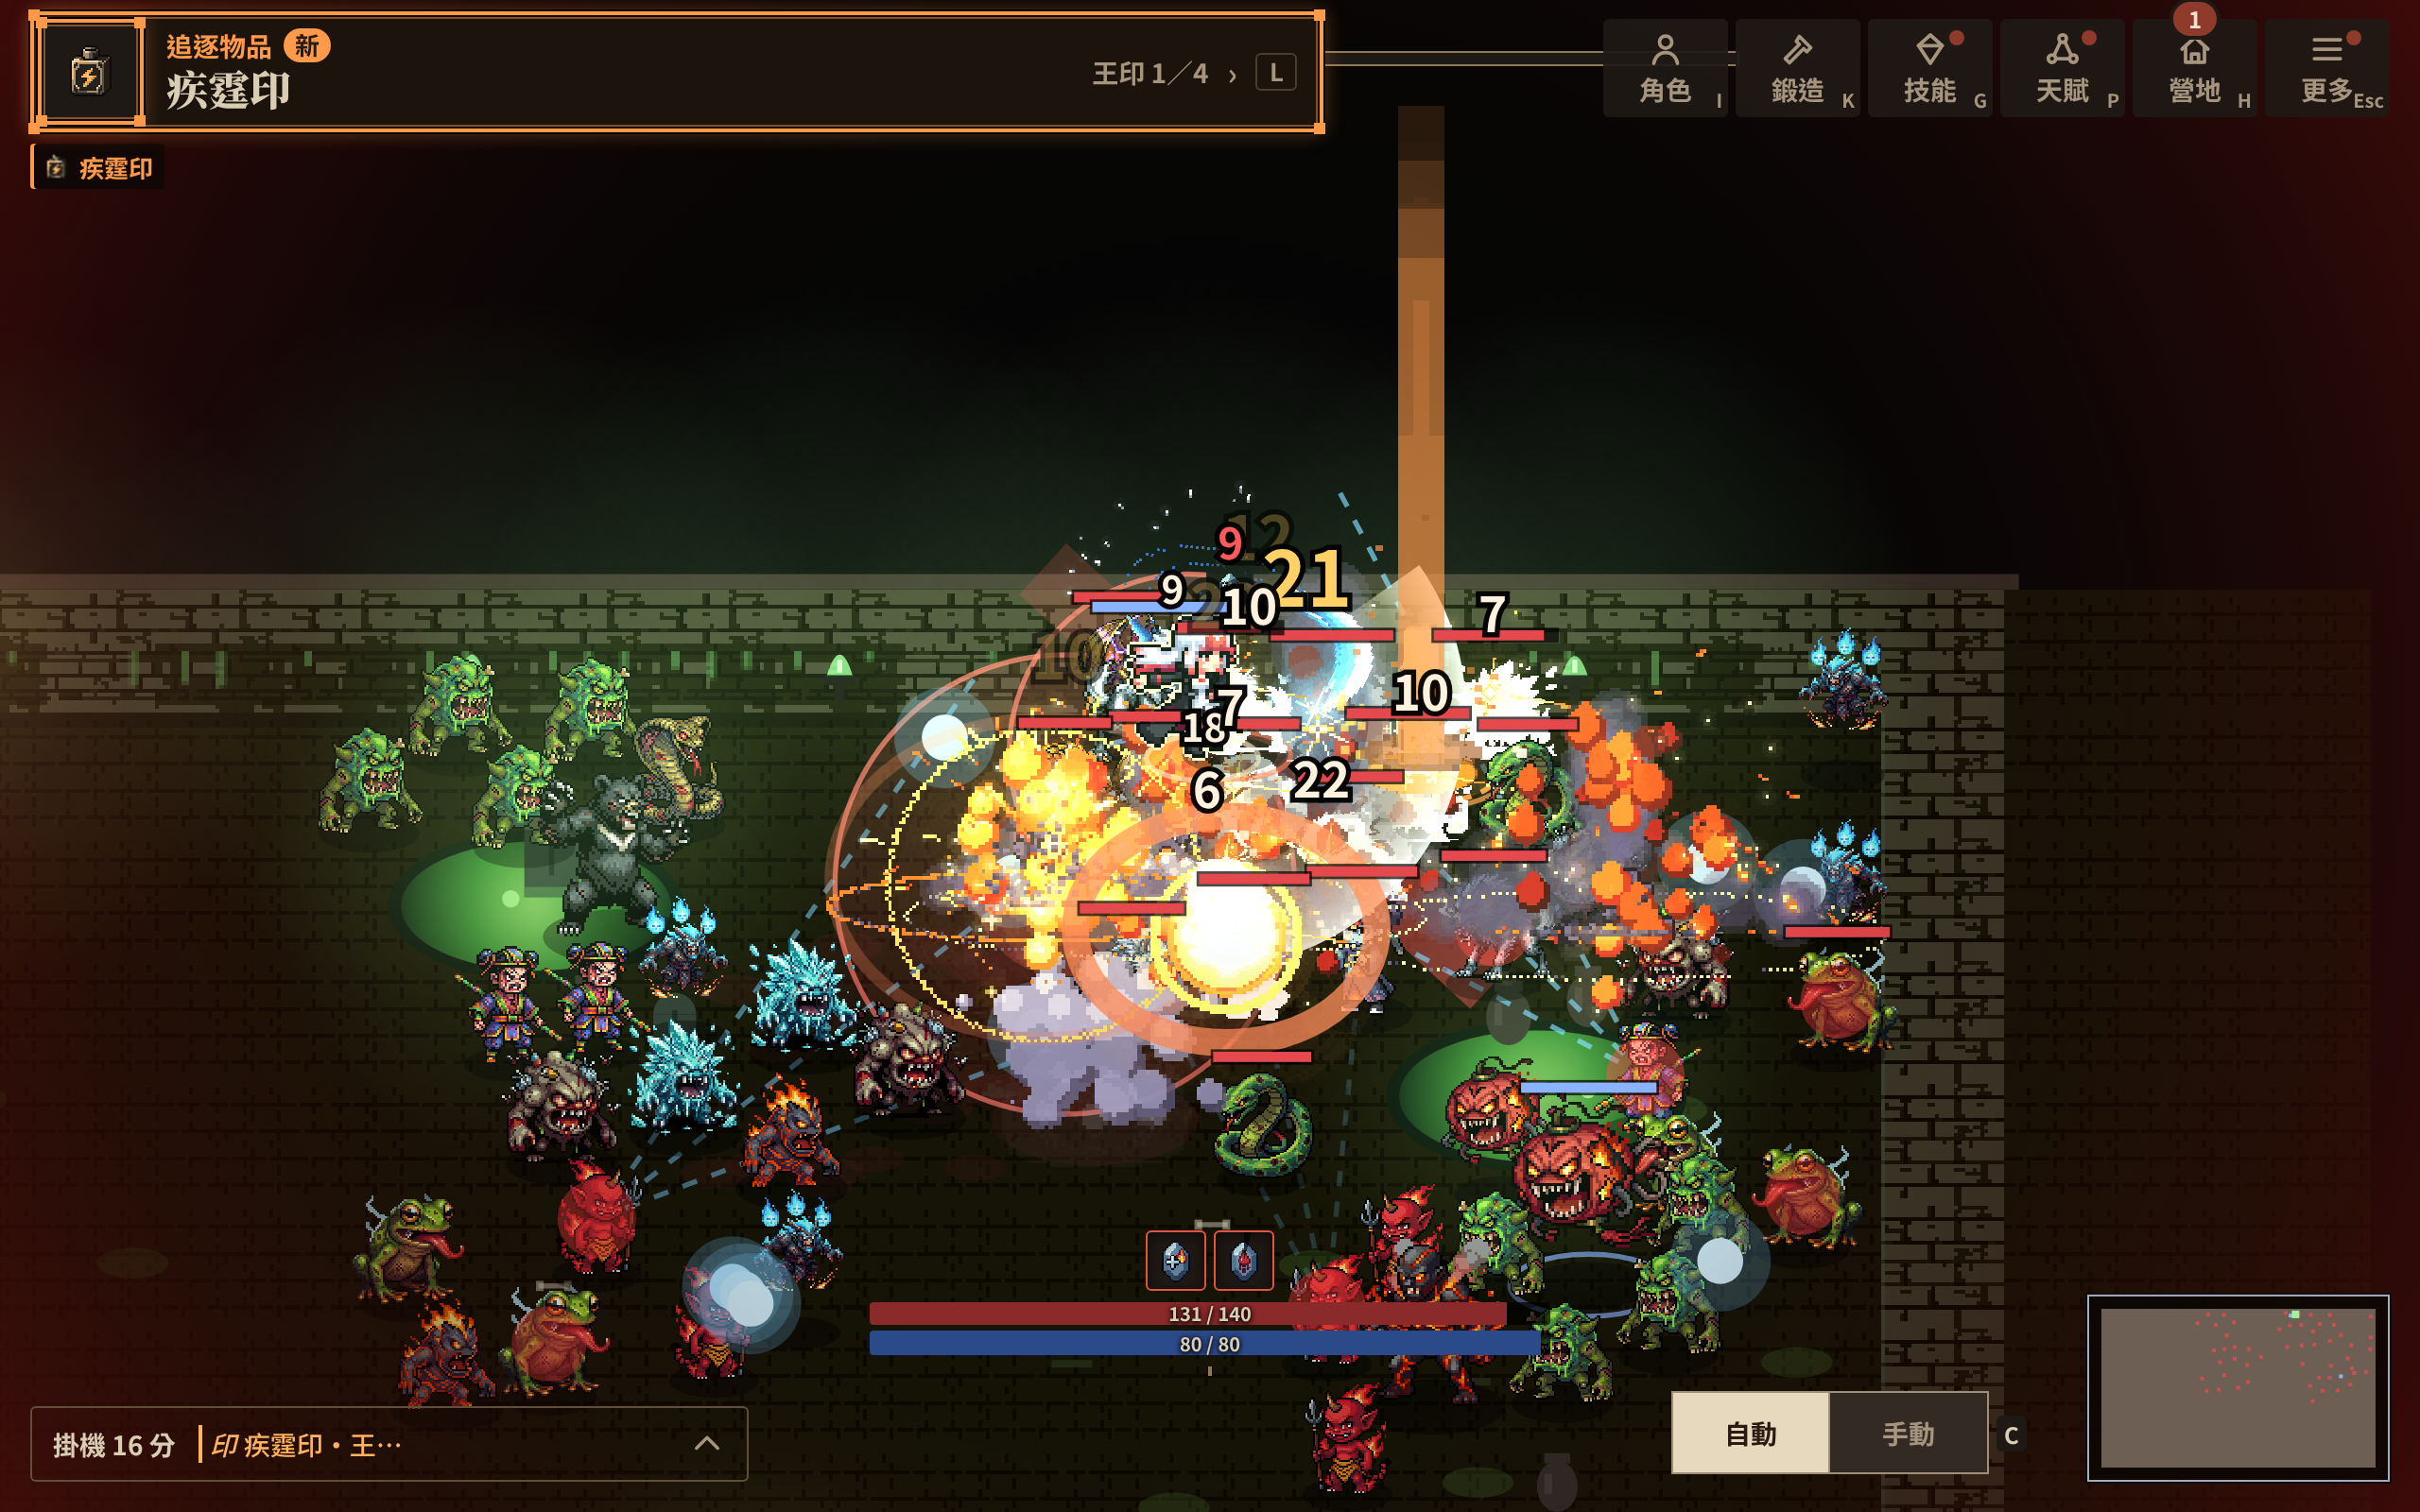 追逐物品 新
疾霆印
王印 1／4 › L
角色 I
鍛造 K
技能 G
天賦 P
1
營地 H
更多 Esc
疾霆印
12
9
21
9
10
7
10
10
7
18
22
6
131 / 140
80 / 80
掛機 16 分
印 疾霆印・王…
自動
手動
C